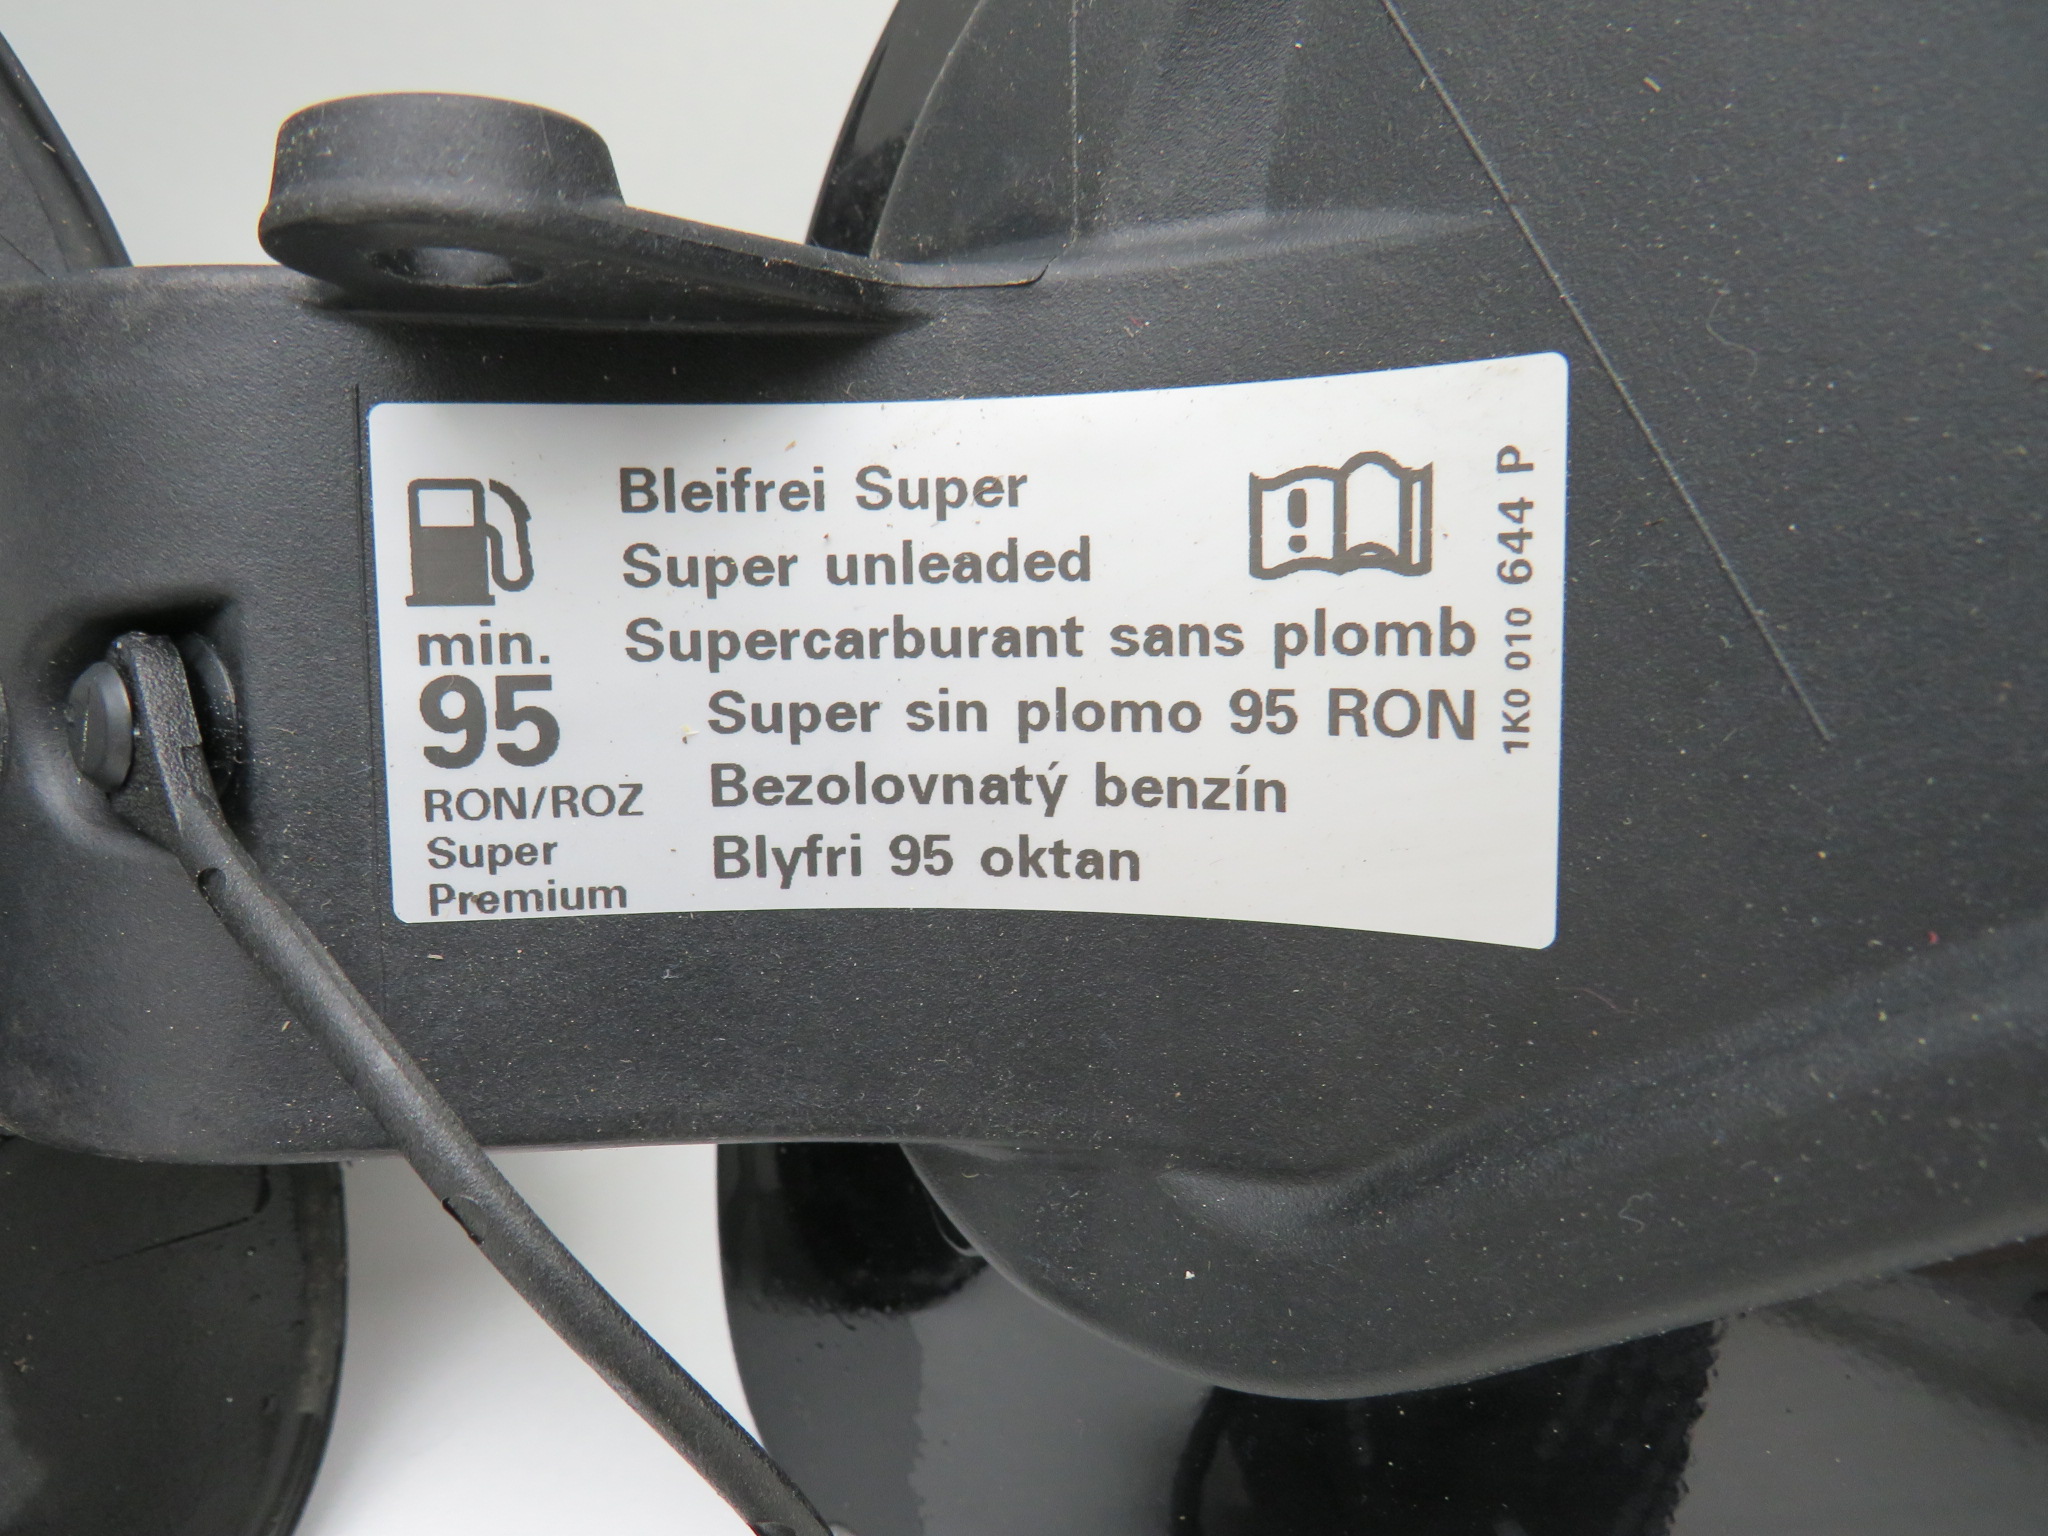 min.
95
RON/ROZ
Super
Premium
Bleifrei Super
Super unleaded
Supercarburant sans plomb
Super sin plomo 95 RON
Bezolovnatý benzín
Blyfri 95 oktan
1K0 010 644 P